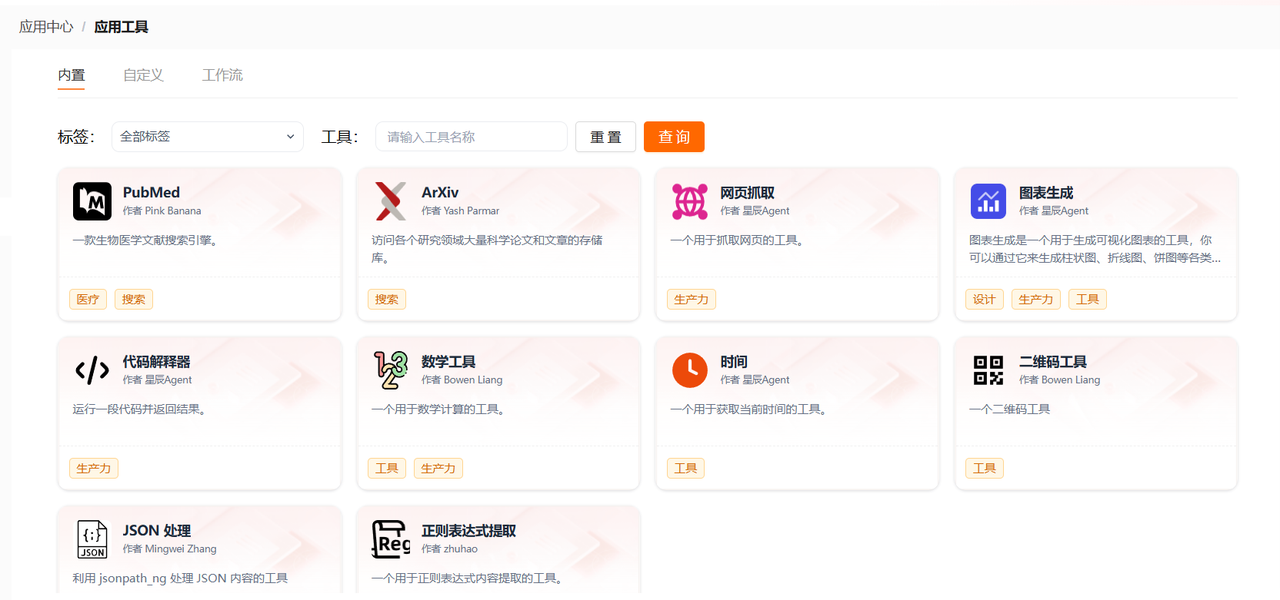 应用中心 / 应用工具
内置 自定义 工作流
标签： 全部标签 工具： 请输入工具名称 重置 查询
PubMed
作者 Pink Banana
一款生物医学文献搜索引擎。
医疗 搜索
ArXiv
作者 Yash Parmar
访问各个研究领域大量科学论文和文章的存储
库。
搜索
网页抓取
作者 星辰Agent
一个用于抓取网页的工具。
生产力
图表生成
作者 星辰Agent
图表生成是一个用于生成可视化图表的工具，你
可以通过它来生成柱状图、折线图、饼图等各类...
设计 生产力 工具
代码解释器
作者 星辰Agent
运行一段代码并返回结果。
生产力
123
数学工具
作者 Bowen Liang
一个用于数学计算的工具。
工具 生产力
时间
作者 星辰Agent
一个用于获取当前时间的工具。
工具
二维码工具
作者 Bowen Liang
一个二维码工具
工具
{;}
JSON
JSON 处理
作者 Mingwei Zhang
利用 jsonpath_ng 处理 JSON 内容的工具
Reg
正则表达式提取
作者 zhuhao
一个用于正则表达式内容提取的工具。